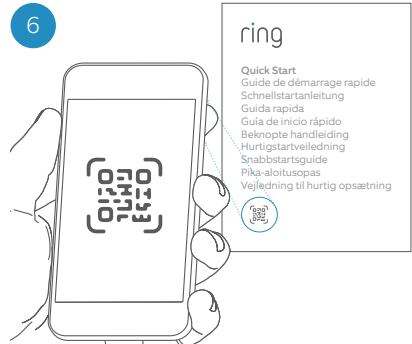 6
ring
Quick Start
Guide de démarrage rapide
Schnellstartanleitung
Guida rapida
Guía de inicio rápido
Beknopte handleiding
Hurtigstartveiledning
Snabbstartsguide
Pika-aloitusopas
Vejledning til hurtig opsætning